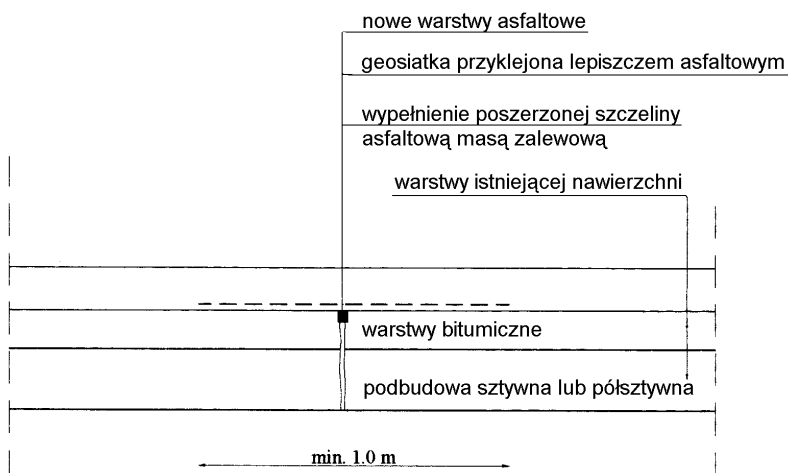 nowe warstwy asfaltowe
geosiatka przyklejona lepiszczem asfaltowym
wypełnienie poszerzonej szczeliny
asfaltową masą zalewową
warstwy istniejącej nawierzchni
warstwy bitumiczne
podbudowa sztywna lub półsztywna
min. 1.0 m